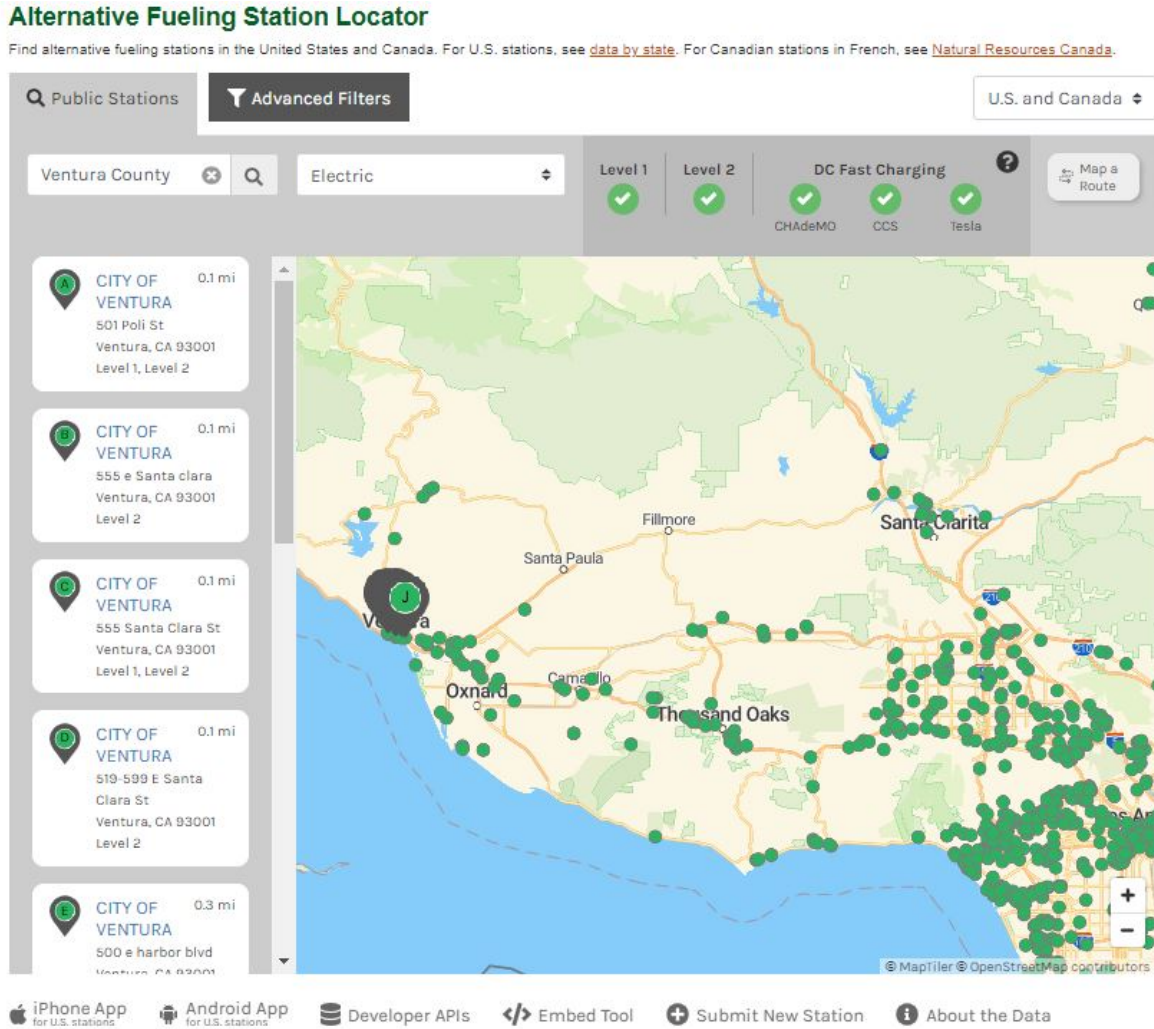 Alternative Fueling Station Locator
Find alternative fueling stations in the United States and Canada. For U.S. stations, see data by state. For Canadian stations in French, see Natural Resources Canada.
Public Stations
Advanced Filters
U.S. and Canada
Ventura County
Electric
Level 1
Level 2
DC Fast Charging
CHAdeMO
CCS
Tesla
Map a
Route
A
CITY OF
0.1 mi
VENTURA
501 Poli St
Ventura, CA 93001
Level 1, Level 2
B
CITY OF
0.1 mi
VENTURA
555 e Santa clara
Ventura, CA 93001
Level 2
C
CITY OF
0.1 mi
VENTURA
555 Santa Clara St
Ventura, CA 93001
Level 1, Level 2
D
CITY OF
0.1 mi
VENTURA
519-599 E Santa
Clara St
Ventura, CA 93001
Level 2
E
CITY OF
0.3 mi
VENTURA
500 e harbor blvd
Ventura, CA 93001
Fillmore
Santa Clarita
Santa Paula
J
Ventura
210
210
Oxnard
Camarillo
Thousand Oaks
+
−
© MapTiler © OpenStreetMap contributors
iPhone App
for U.S. stations
Android App
for U.S. stations
Developer APIs
Embed Tool
Submit New Station
About the Data